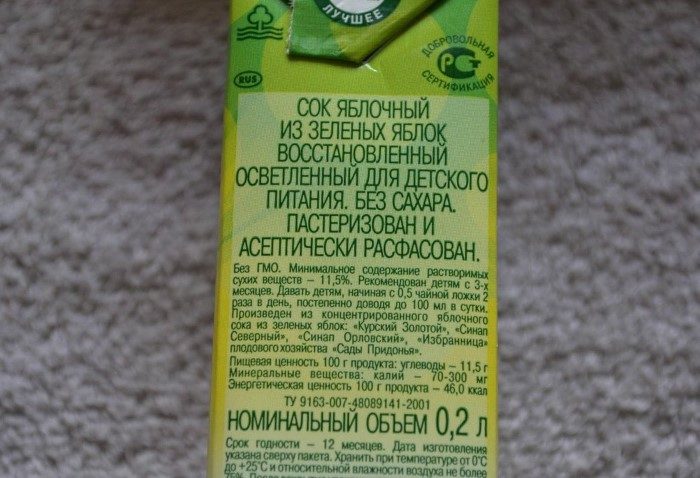 ЛУЧШЕЕ
ДОБРОВОЛЬНАЯ
РСТ
СЕРТИФИКАЦИЯ
RUS
СОК ЯБЛОЧНЫЙ
ИЗ ЗЕЛЕНЫХ ЯБЛОК
ВОССТАНОВЛЕННЫЙ
ОСВЕТЛЕННЫЙ ДЛЯ ДЕТСКОГО
ПИТАНИЯ. БЕЗ САХАРА.
ПАСТЕРИЗОВАН И
АСЕПТИЧЕСКИ РАСФАСОВАН.
Без ГМО. Минимальное содержание растворимых
сухих веществ – 11,5%. Рекомендован детям с 3-х
месяцев. Давать детям, начиная с 0,5 чайной ложки 2
раза в день, постепенно доводя до 100 мл в сутки.
Произведен из концентрированного яблочного
сока из зеленых яблок: «Курский Золотой», «Синап
Северный», «Синап Орловский», «Избранница»
плодового хозяйства «Сады Придонья».
Пищевая ценность 100 г продукта: углеводы – 11,5 г
Минеральные вещества: калий – 70-300 мг
Энергетическая ценность 100 г продукта – 46,0 ккал
ТУ 9163-007-48089141-2001
НОМИНАЛЬНЫЙ ОБЪЕМ 0,2 л
Срок годности – 12 месяцев. Дата изготовления
указана сверху пакета. Хранить при температуре от 0°С
до +25°С и относительной влажности воздуха не более